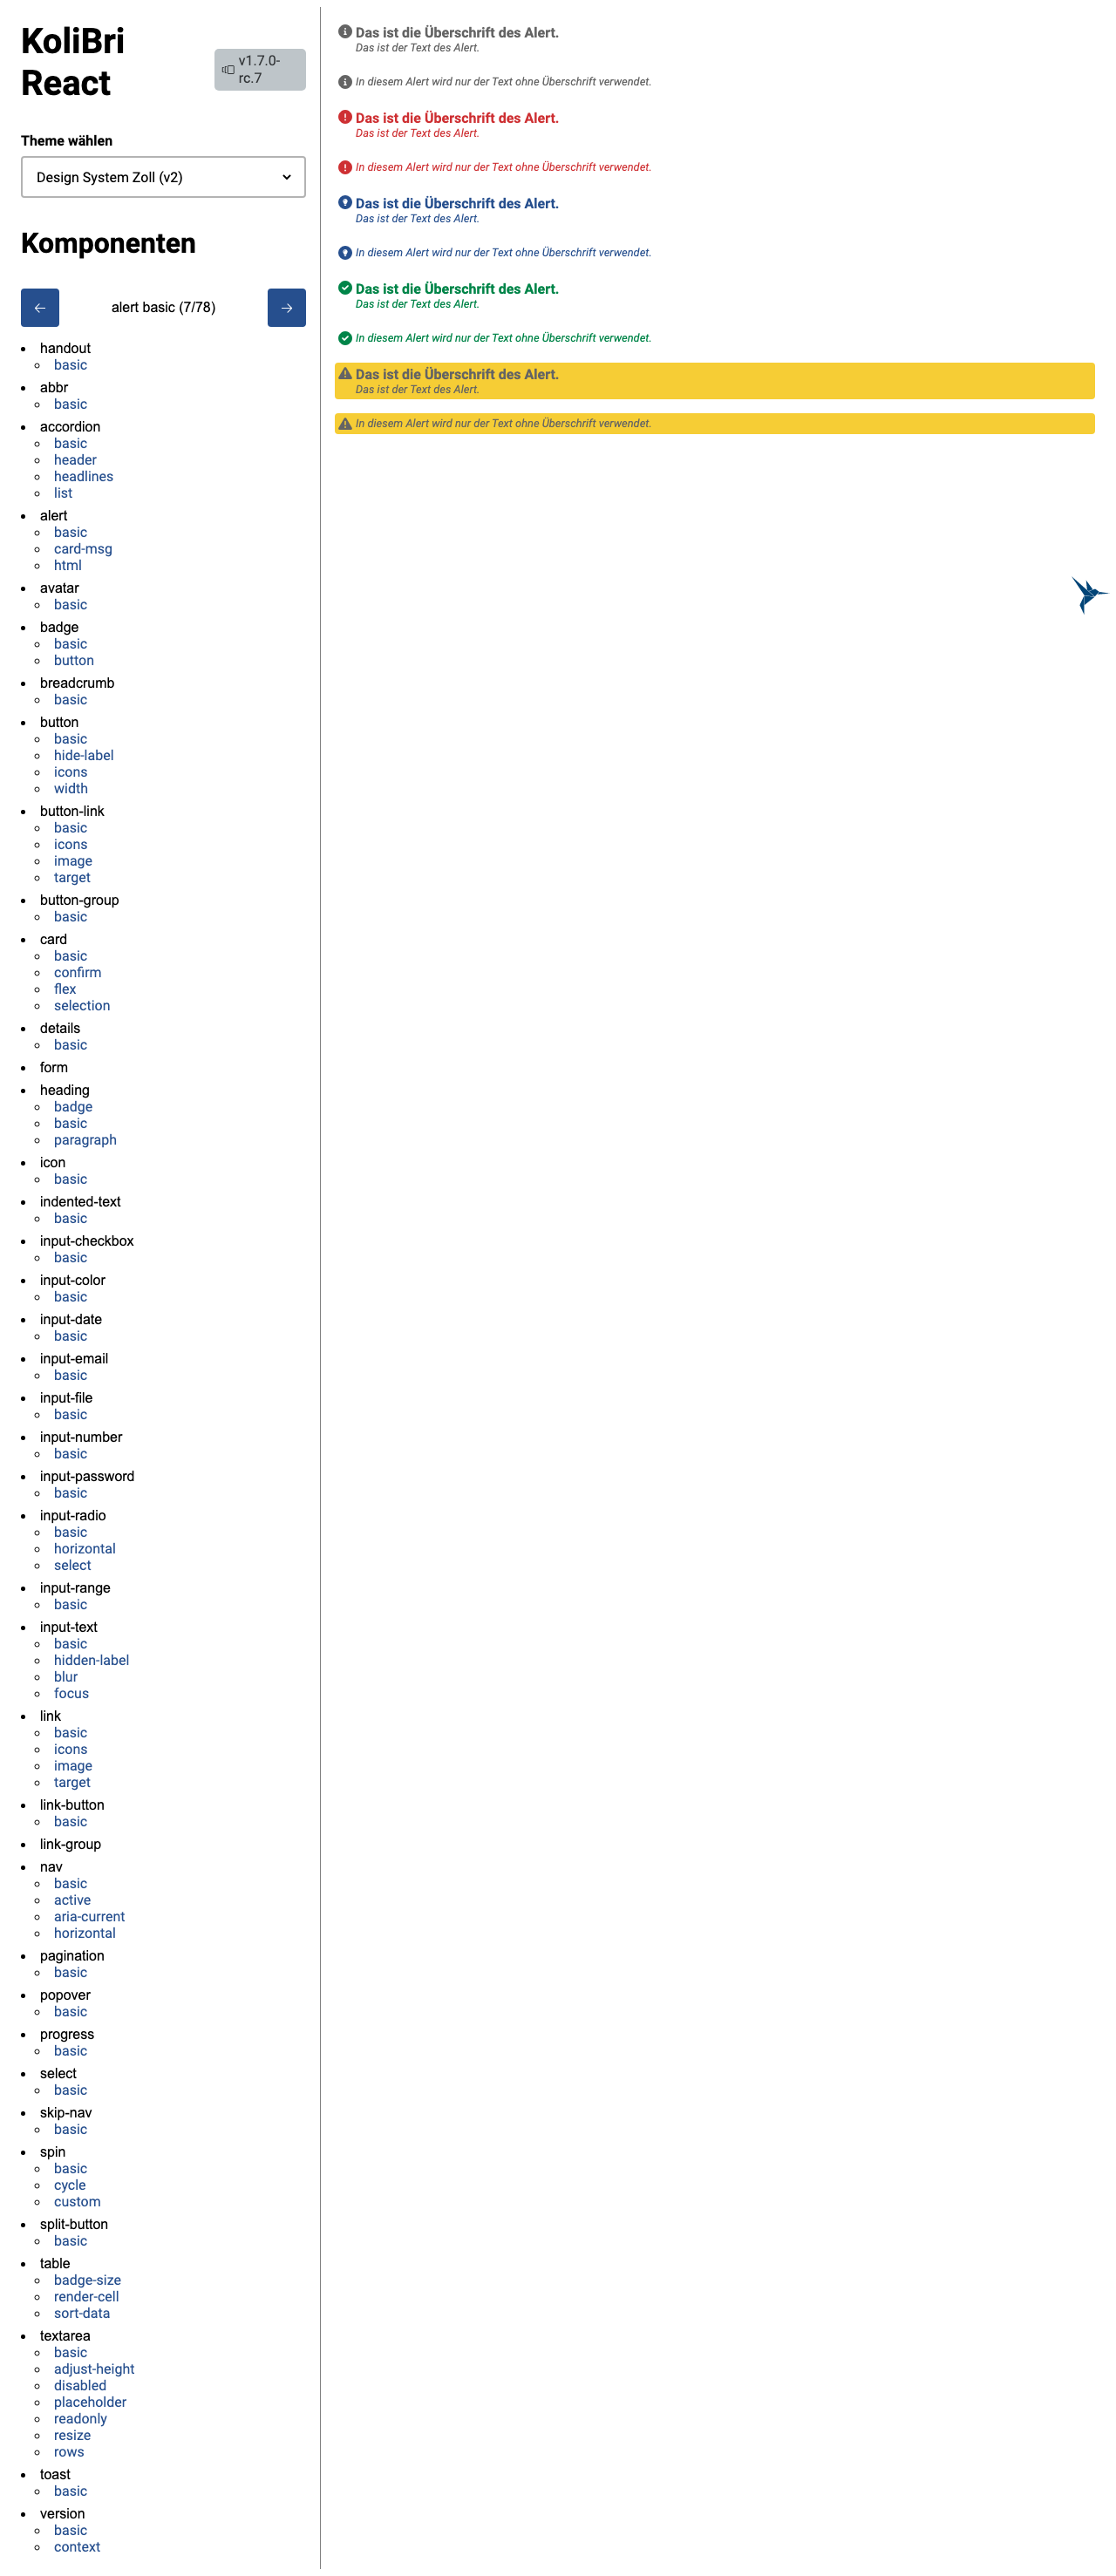 KoliBri
React
v1.7.0-
rc.7
Theme wählen
Design System Zoll (v2)
Komponenten
alert basic (7/78)
handout
basic
abbr
basic
accordion
basic
header
headlines
list
alert
basic
card-msg
html
avatar
basic
badge
basic
button
breadcrumb
basic
button
basic
hide-label
icons
width
button-link
basic
icons
image
target
button-group
basic
card
basic
confirm
flex
selection
details
basic
form
heading
badge
basic
paragraph
icon
basic
indented-text
basic
input-checkbox
basic
input-color
basic
input-date
basic
input-email
basic
input-file
basic
input-number
basic
input-password
basic
input-radio
basic
horizontal
select
input-range
basic
input-text
basic
hidden-label
blur
focus
link
basic
icons
image
target
link-button
basic
link-group
nav
basic
active
aria-current
horizontal
pagination
basic
popover
basic
progress
basic
select
basic
skip-nav
basic
spin
basic
cycle
custom
split-button
basic
table
badge-size
render-cell
sort-data
textarea
basic
adjust-height
disabled
placeholder
readonly
resize
rows
toast
basic
version
basic
context
Das ist die Überschrift des Alert.
Das ist der Text des Alert.
In diesem Alert wird nur der Text ohne Überschrift verwendet.
Das ist die Überschrift des Alert.
Das ist der Text des Alert.
In diesem Alert wird nur der Text ohne Überschrift verwendet.
Das ist die Überschrift des Alert.
Das ist der Text des Alert.
In diesem Alert wird nur der Text ohne Überschrift verwendet.
Das ist die Überschrift des Alert.
Das ist der Text des Alert.
In diesem Alert wird nur der Text ohne Überschrift verwendet.
Das ist die Überschrift des Alert.
Das ist der Text des Alert.
In diesem Alert wird nur der Text ohne Überschrift verwendet.